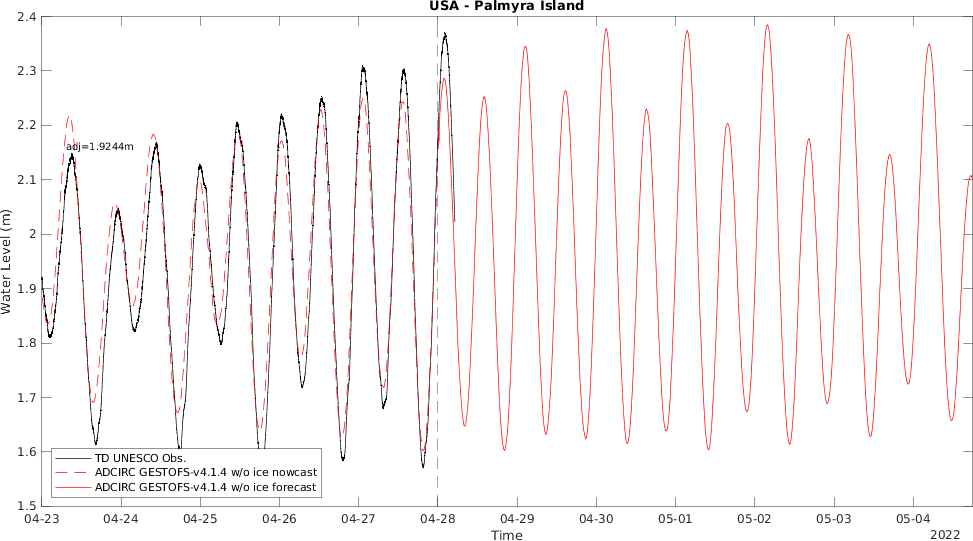 USA - Palmyra Island
2.4
2.3
2.2
2.1
2
1.9
1.8
1.7
1.6
1.5
Water Level (m)
adj=1.9244m
TD UNESCO Obs.
ADCIRC GESTOFS-v4.1.4 w/o ice nowcast
ADCIRC GESTOFS-v4.1.4 w/o ice forecast
04-23 04-24 04-25 04-26 04-27 04-28 04-29 04-30 05-01 05-02 05-03 05-04
2022
Time